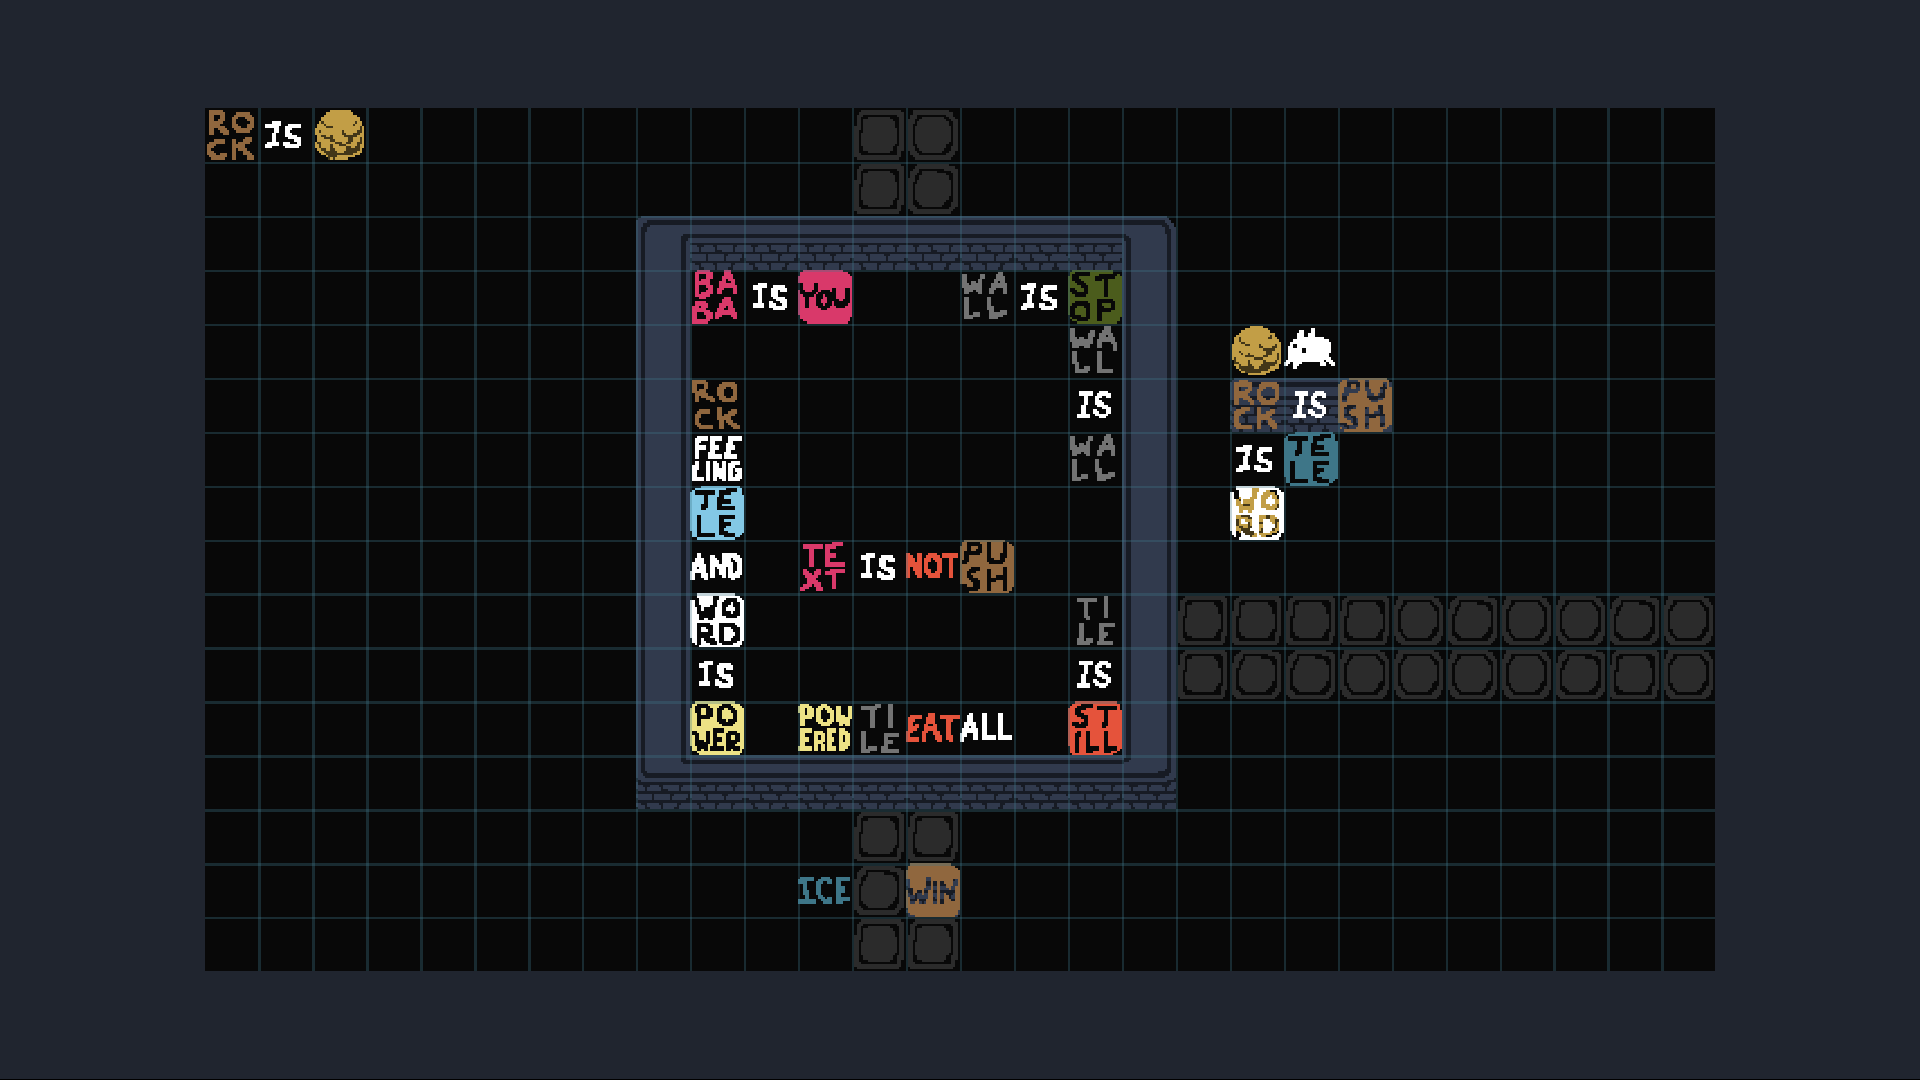 ROCK IS
BABA IS YOU WALL IS STOP
WALL
ROCK IS ROCK IS PUSH
FEELING WALL IS TELE
TELE WORD
AND TEXT IS NOT PUSH
WORD TILE
IS IS
POWER POWERED TILE EAT ALL STILL
ICE WIN